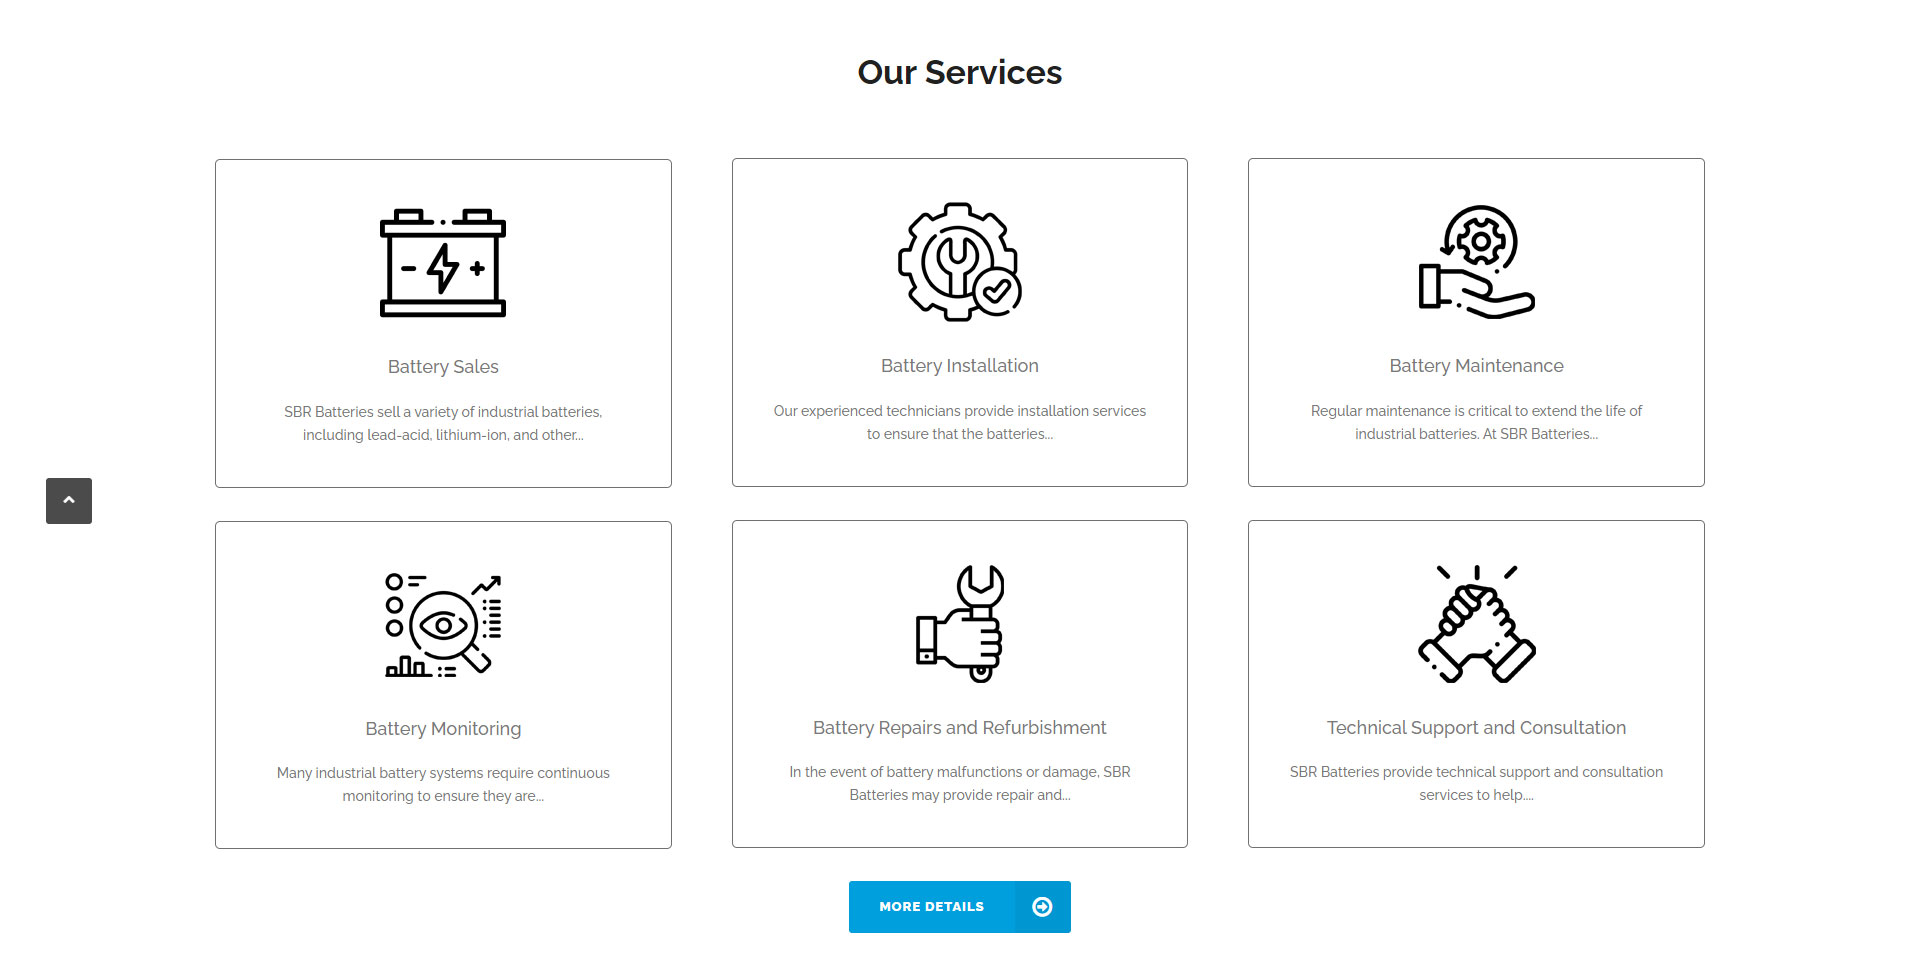 Our Services
Battery Sales
SBR Batteries sell a variety of industrial batteries,
including lead-acid, lithium-ion, and other...
Battery Installation
Our experienced technicians provide installation services
to ensure that the batteries...
Battery Maintenance
Regular maintenance is critical to extend the life of
industrial batteries. At SBR Batteries...
Battery Monitoring
Many industrial battery systems require continuous
monitoring to ensure they are...
Battery Repairs and Refurbishment
In the event of battery malfunctions or damage, SBR
Batteries may provide repair and...
Technical Support and Consultation
SBR Batteries provide technical support and consultation
services to help....
MORE DETAILS